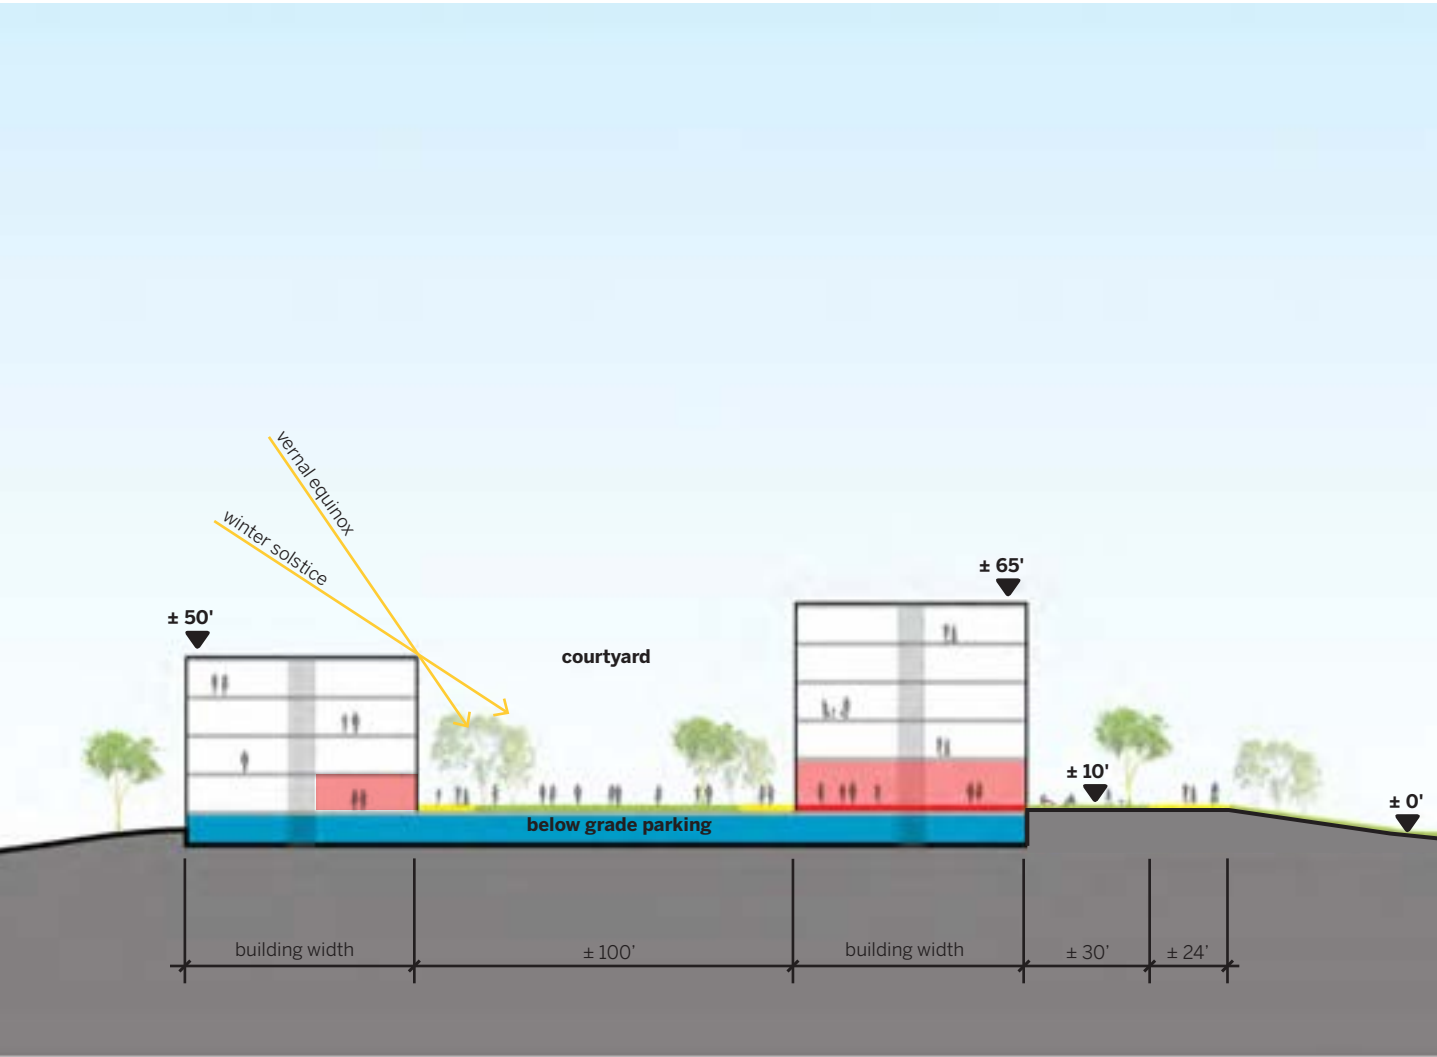 vernal equinox
winter solstice
± 65'
± 50'
courtyard
± 10'
± 0'
below grade parking
building width
± 100’
building width
± 30’
± 24’